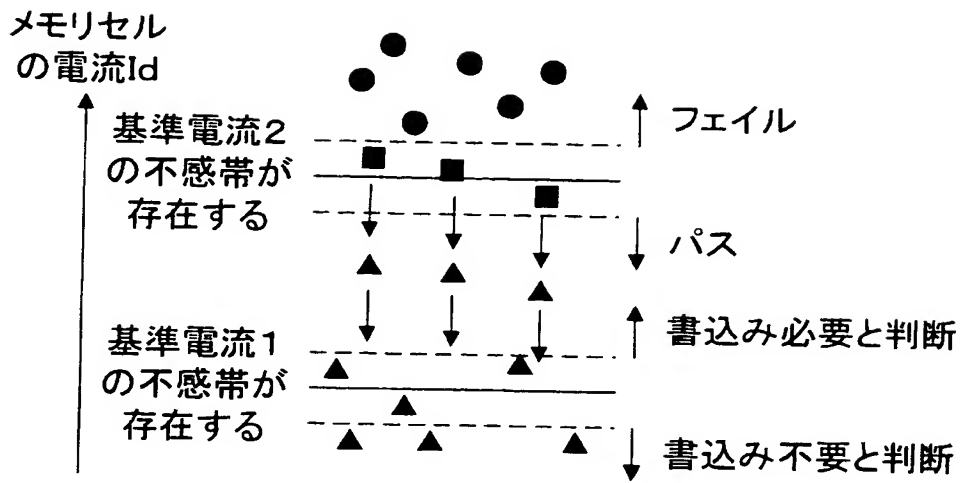 メモリセル
の電流Id
基準電流2
の不感帯が
存在する
フェイル
パス
基準電流1
の不感帯が
存在する
書込み必要と判断
書込み不要と判断